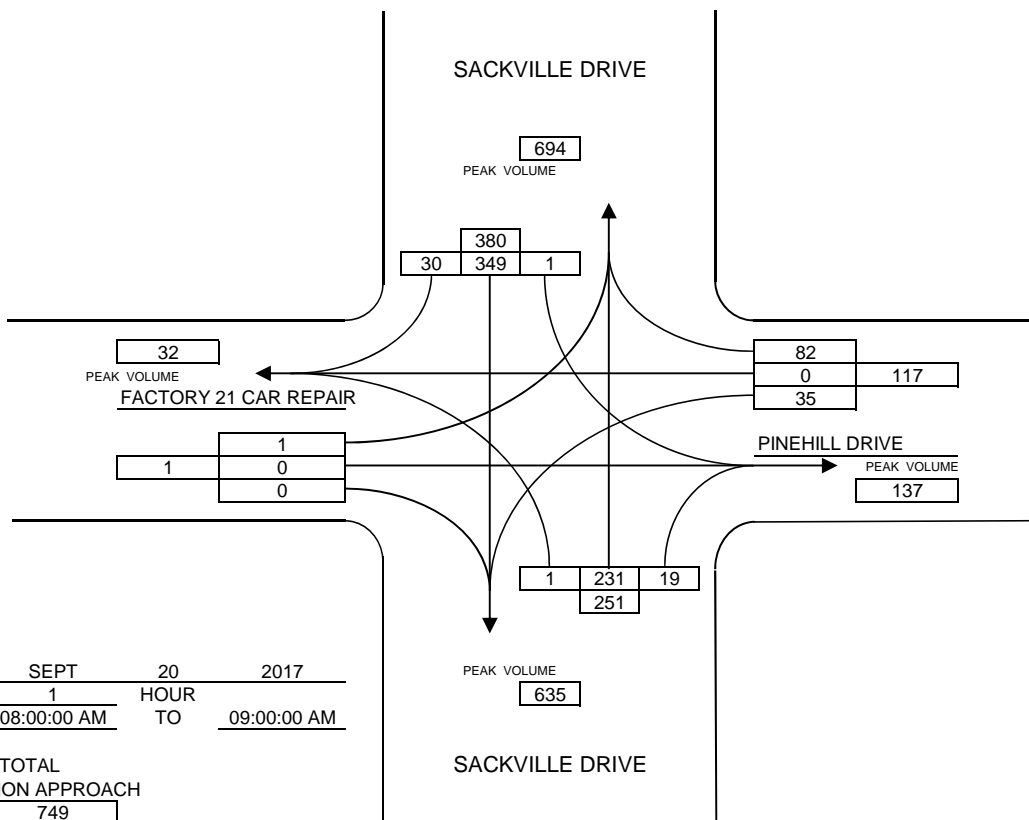 SACKVILLE DRIVE
694
PEAK VOLUME
380
30 349 1
32
PEAK VOLUME
FACTORY 21 CAR REPAIR
82
0 117
35
1
1 0
0
PINEHILL DRIVE
PEAK VOLUME
137
1 231 19
251
PEAK VOLUME
635
SEPT 20 2017
1 HOUR
08:00:00 AM TO 09:00:00 AM
SACKVILLE DRIVE
TOTAL
ION APPROACH
749